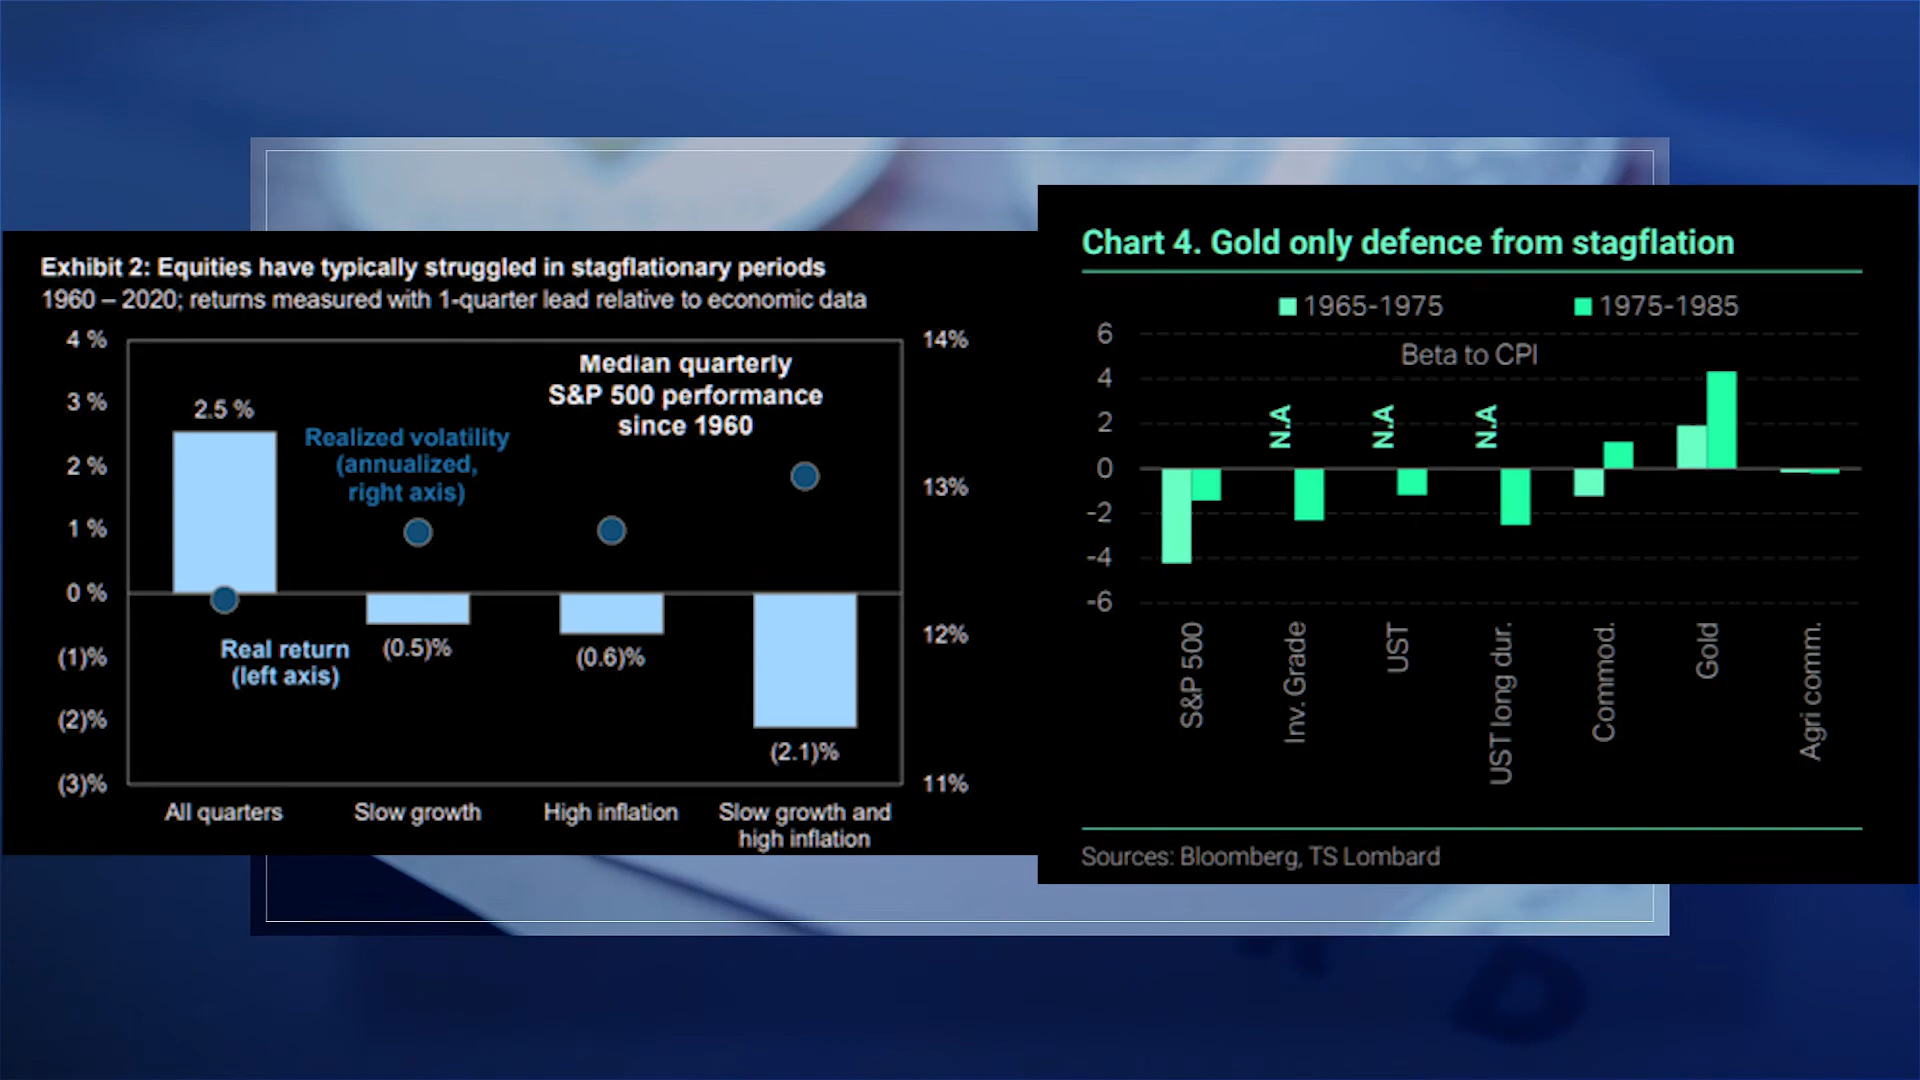 Exhibit 2: Equities have typically struggled in stagflationary periods
1960 – 2020; returns measured with 1-quarter lead relative to economic data
4 %
3 %
2 %
1 %
0 %
(1)%
(2)%
(3)%
14%
13%
12%
11%
Median quarterly
S&P 500 performance
since 1960
2.5 %
Realized volatility
(annualized,
right axis)
Real return
(left axis)
(0.5)%
(0.6)%
(2.1)%
All quarters
Slow growth
High inflation
Slow growth and
high inflation
Chart 4. Gold only defence from stagflation
1965-1975
1975-1985
Beta to CPI
6
4
2
0
-2
-4
-6
N.A
N.A
N.A
S&P 500
Inv. Grade
UST
UST long dur.
Commod.
Gold
Agri comm.
Sources: Bloomberg, TS Lombard